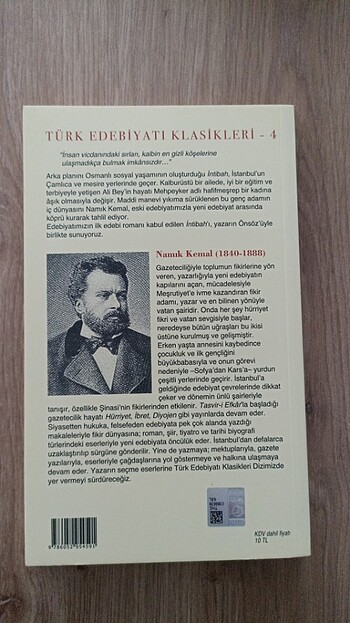 TÜRK EDEBİYATI KLASİKLERİ - 4
"İnsan vicdanındaki sırları, kalbin en gizli köşelerine
ulaşmadıkça bulmak imkânsızdır..."
Arka planını Osmanlı sosyal yaşamının oluşturduğu İntibah, İstanbul'un
Çamlıca ve mesire yerlerinde geçer. Kalburüstü bir ailede, iyi bir eğitim ve
terbiyeyle yetişen Ali Bey'in hayatı Mehpeyker adlı hafifmeşrep bir kadına
âşık olmasıyla değişir. Maddi manevi yıkıma sürüklenen bu genç adamın
iç dünyasını Namık Kemal, eski edebiyatımızla yeni edebiyat arasında
köprü kurarak tahlil ediyor.
Edebiyatımızın ilk edebi romanı kabul edilen İntibah'ı, yazarın Önsöz'üyle
birlikte sunuyoruz.
Namık Kemal (1840-1888)
Gazeteciliğiyle toplumun fikirlerine yön
veren, yazarlığıyla yeni edebiyatın
kapılarını açan, mücadelesiyle
Meşrutiyet'e ivme kazandıran fikir
adamı, yazar ve en bilinen yönüyle
vatan şairidir. Onda her şey hürriyet
fikri ve vatan sevgisiyle başlar,
neredeyse bütün uğraşları bu ikisi
üstüne kurulmuş ve gelişmiştir.
Erken yaşta annesini kaybedince
çocukluk ve ilk gençliğini
büyükbabasıyla ve onun görevi
nedeniyle –Sofya'dan Kars'a– yurdun
çeşitli yerlerinde geçirir. İstanbul'a
geldiğinde edebiyat çevrelerinde dikkat
çeker ve dönemin ünlü şairleriyle
tanışır, özellikle Şinasi'nin fikirlerinden etkilenir. Tasvir-i Efkâr'la başladığı
gazetecilik hayatı Hürriyet, İbret, Diyojen gibi yayınlarda devam eder.
Siyasetten hukuka, felsefeden edebiyata pek çok alanda yazdığı
makaleleriyle fikir dünyasına; roman, şiir, tiyatro ve tarihi biyografi
türlerindeki eserleriyle yeni edebiyata öncülük eder. İstanbul'dan defalarca
uzaklaştırılıp sürgüne gönderilir. Yine de yazmaya; mektuplarıyla, gazete
yazılarıyla, eserleriyle çağdaşlarına yol göstermeye ve halkına ulaşmaya
devam eder. Yazarın seçme eserlerine Türk Edebiyatı Klasikleri Dizimizde
yer vermeyi sürdüreceğiz.
KDV dahil fiyatı
10 TL